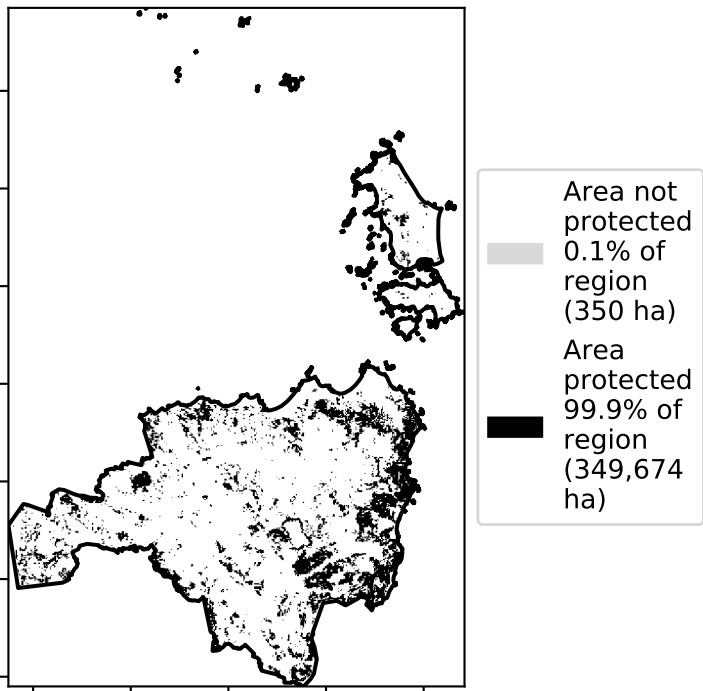 Area not
protected
0.1% of
region
(350 ha)
Area
protected
99.9% of
region
(349,674
ha)